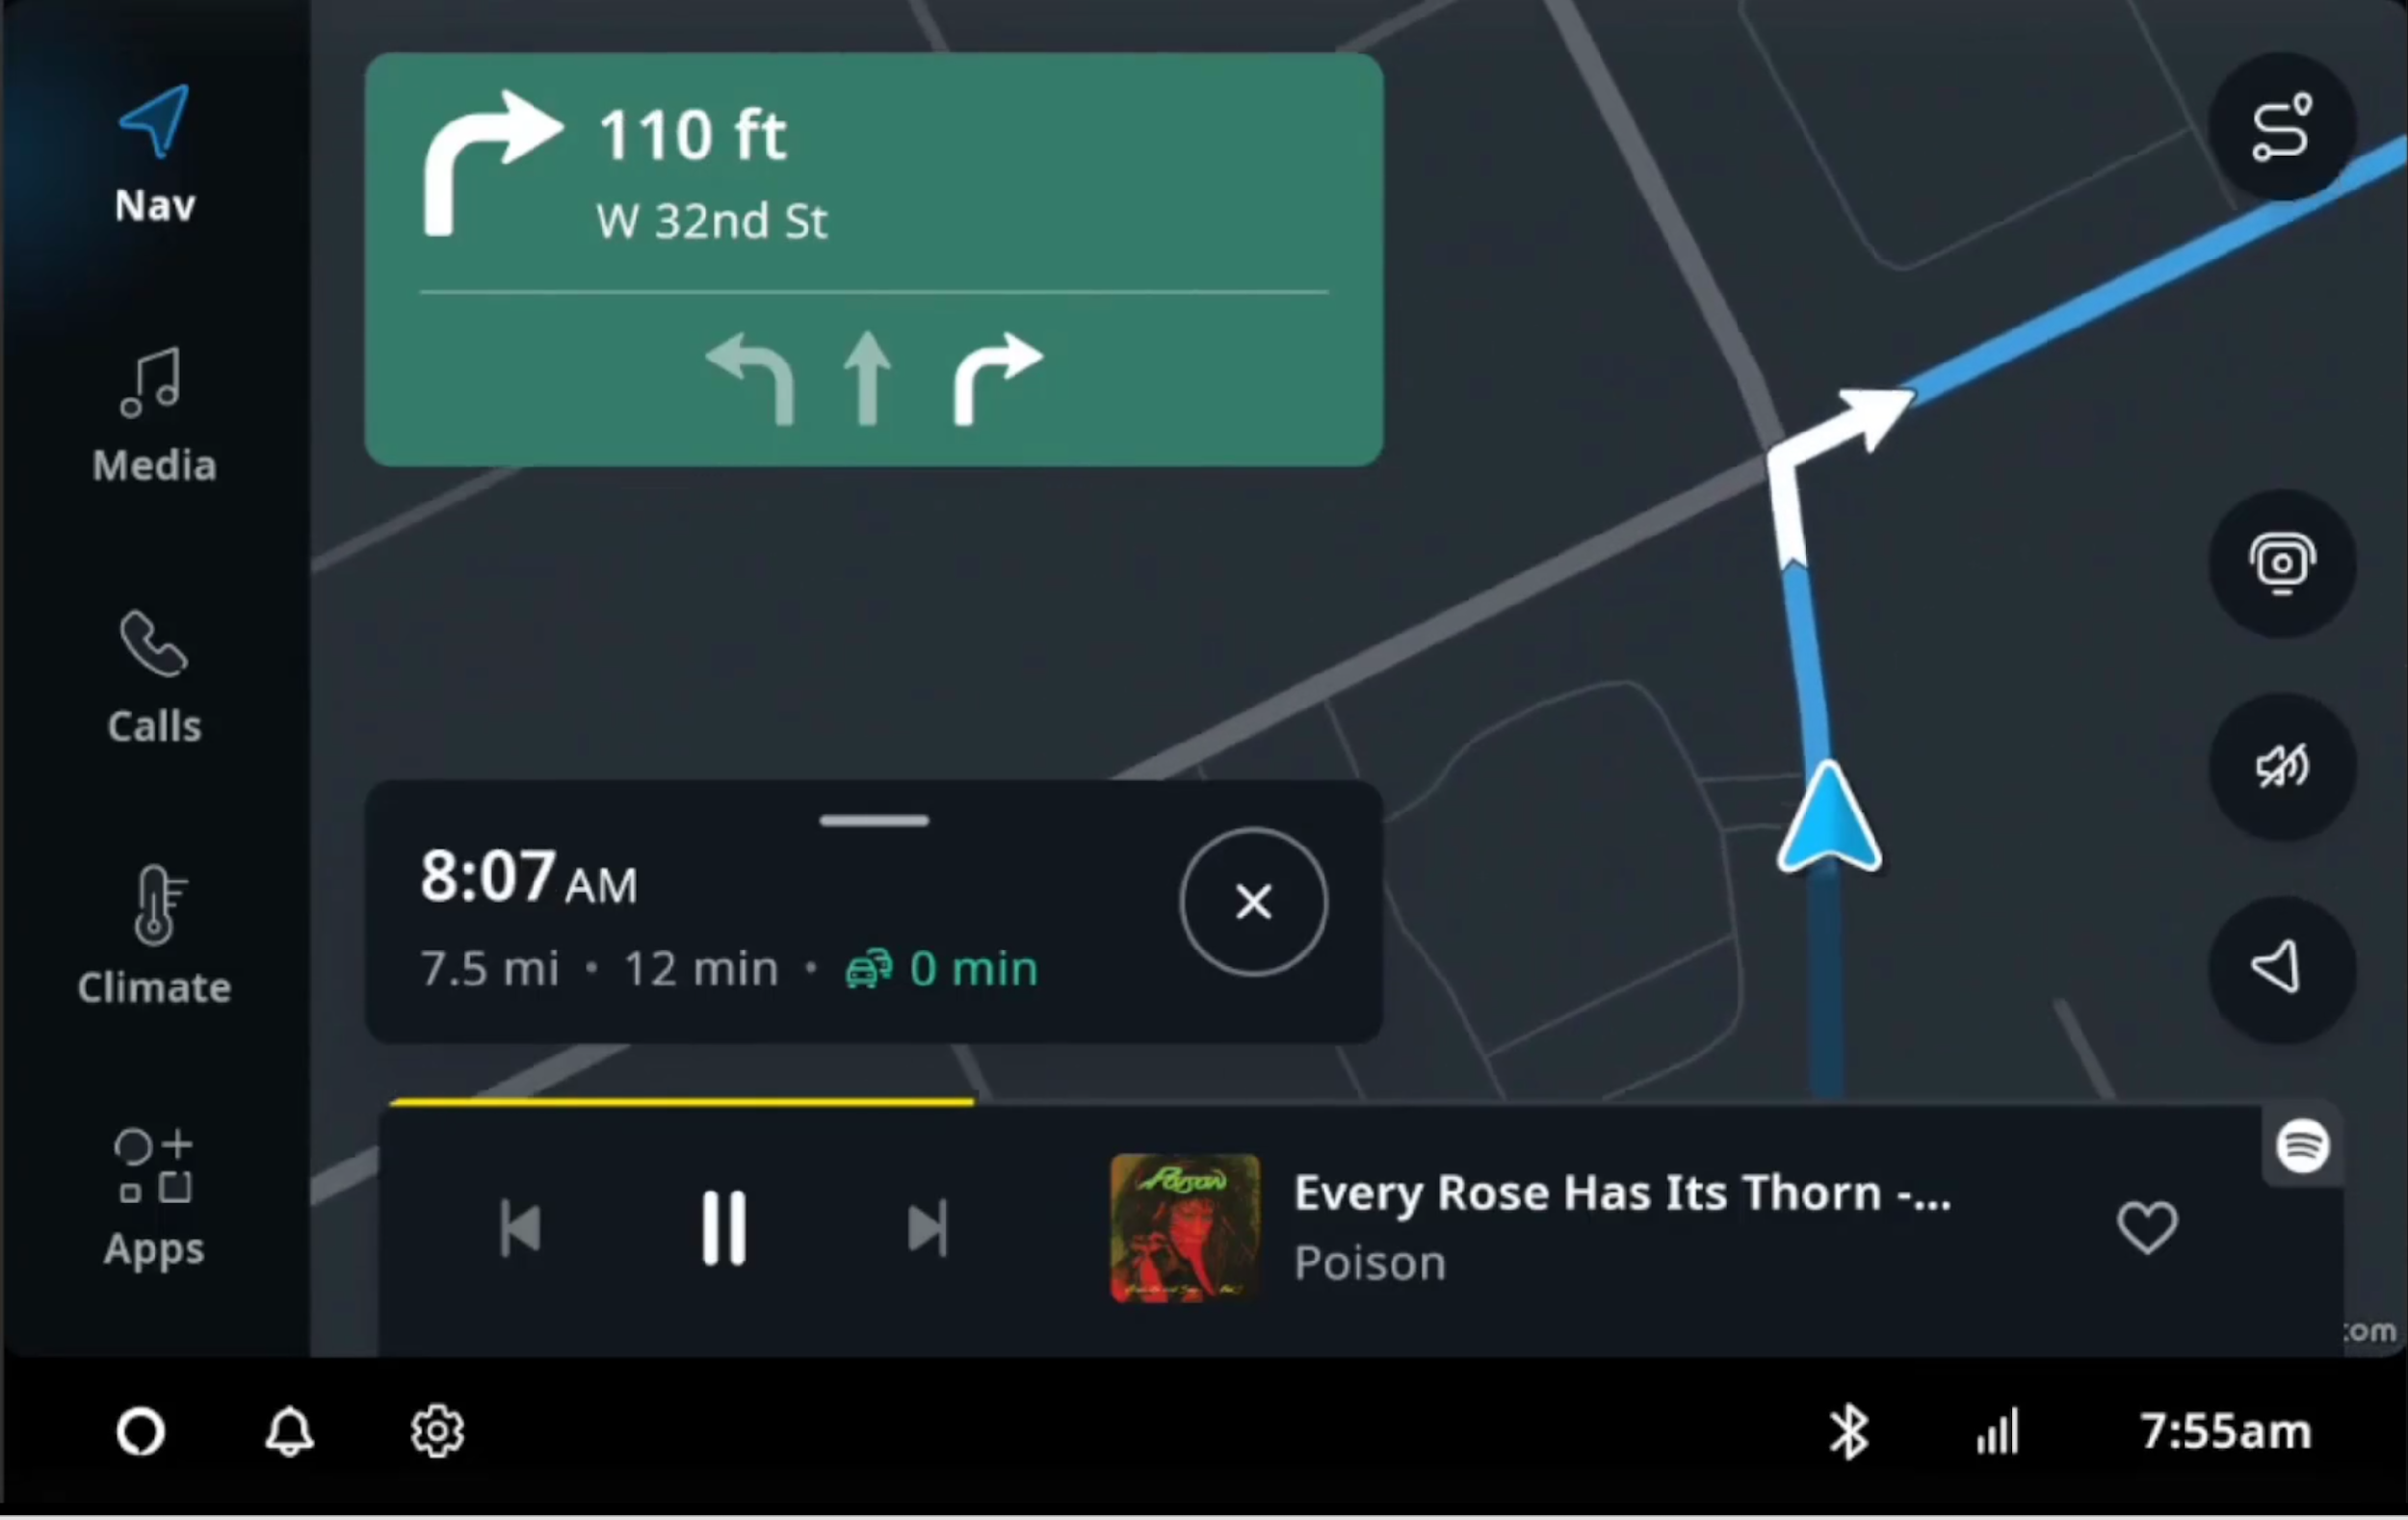 Nav
Media
Calls
Climate
Apps
110 ft
W 32nd St
8:07 AM
7.5 mi • 12 min • 0 min
Every Rose Has Its Thorn -...
Poison
Poison
7:55am